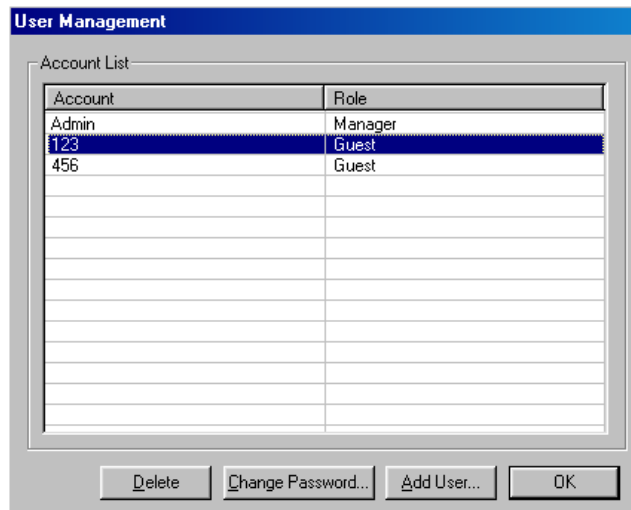 User Management
Account List
Account Role
Admin Manager
123 Guest
456 Guest
Delete Change Password... Add User... OK